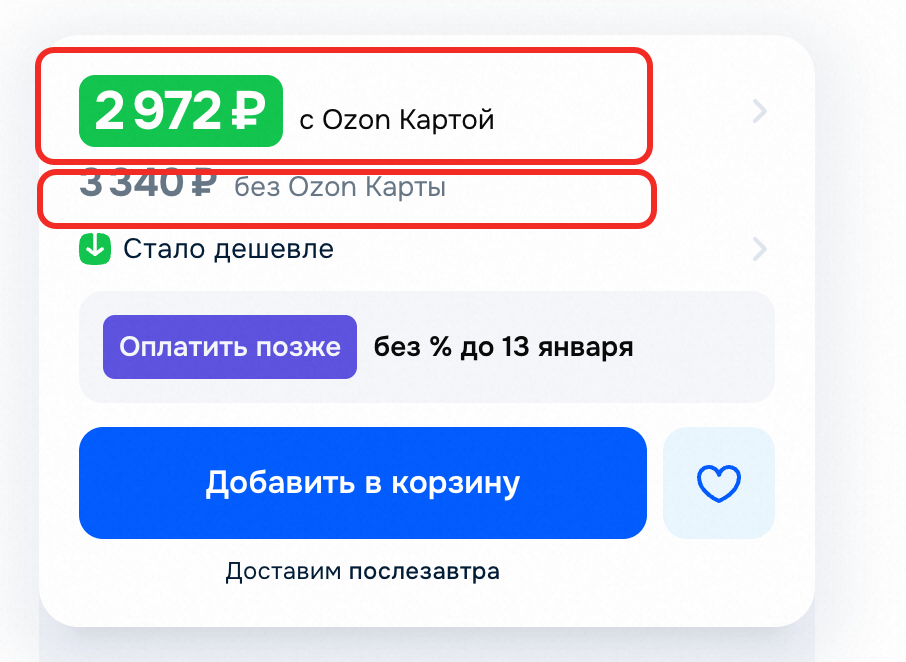 2 972 ₽ с Ozon Картой
3 340 ₽ без Ozon Карты
Стало дешевле
Оплатить позже без % до 13 января
Добавить в корзину
Доставим послезавтра